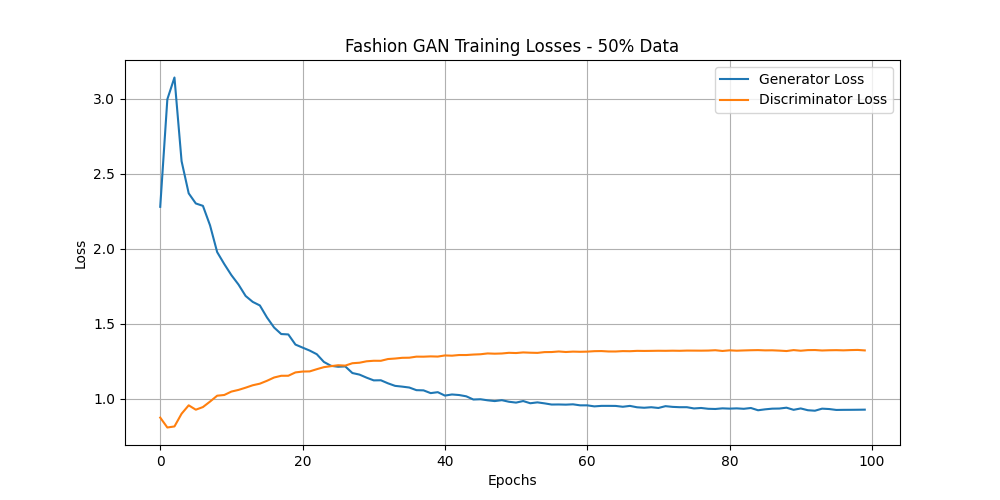 Fashion GAN Training Losses - 50% Data
Generator Loss
Discriminator Loss
3.0
2.5
2.0
1.5
1.0
Loss
0
20
40
60
80
100
Epochs